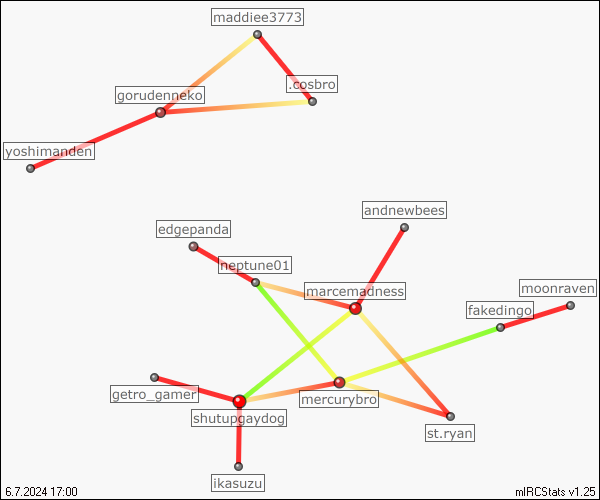 maddiee3773
.cosbro
gorudenneko
yoshimanden
andnewbees
edgepanda
neptune01
marcemadness
moonraven
fakedingo
getro_gamer
mercurybro
shutupgaydog
st.ryan
ikasuzu
6.7.2024 17:00
mIRCStats v1.25